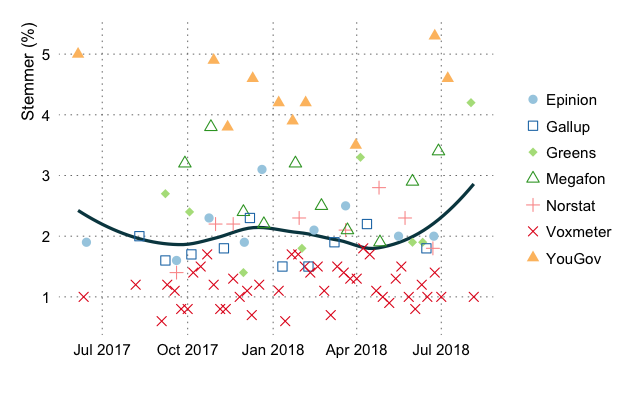 Stemmer (%)
5
4
3
2
1
Jul 2017
Oct 2017
Jan 2018
Apr 2018
Jul 2018
Epinion
Gallup
Greens
Megafon
Norstat
Voxmeter
YouGov